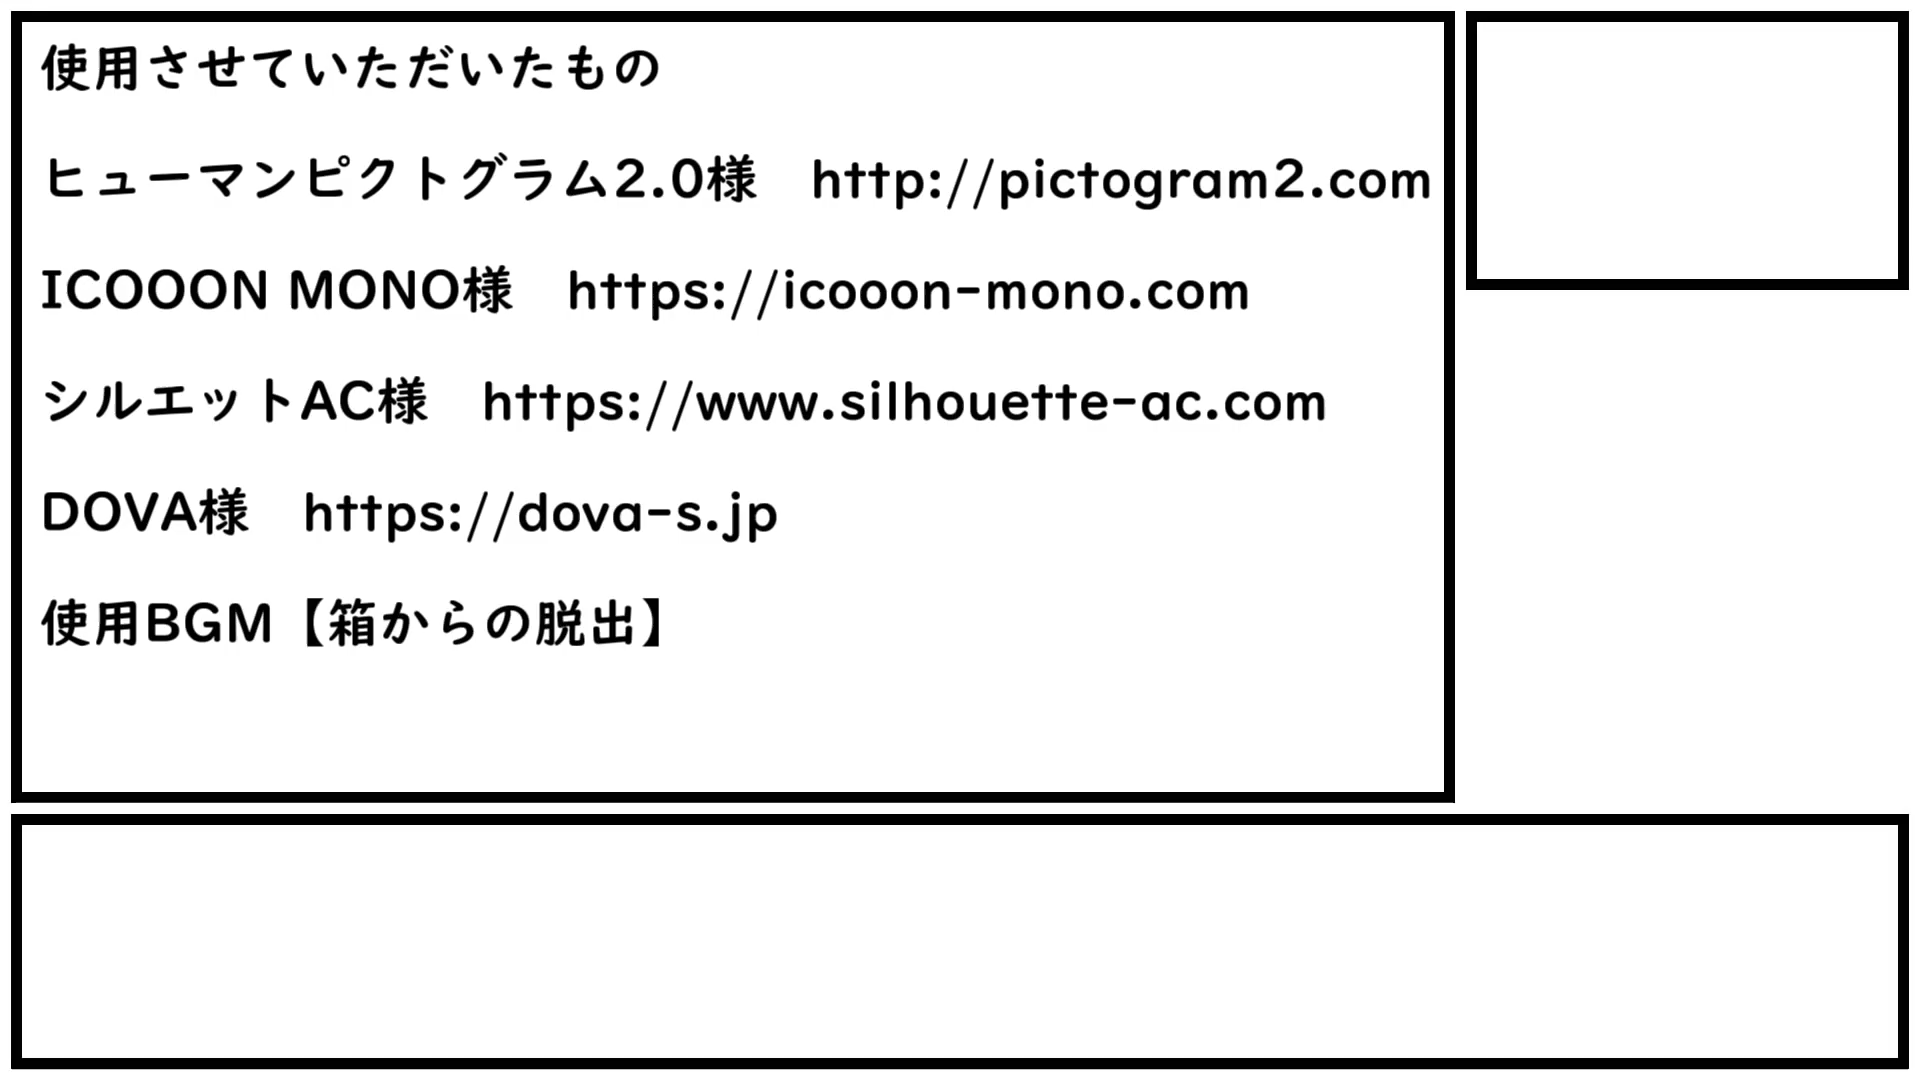 使用させていただいたもの
ヒューマンピクトグラム2.0様　http://pictogram2.com
ICOOON MONO様　https://icooon-mono.com
シルエットAC様　https://www.silhouette-ac.com
DOVA様　https://dova-s.jp
使用BGM【箱からの脱出】